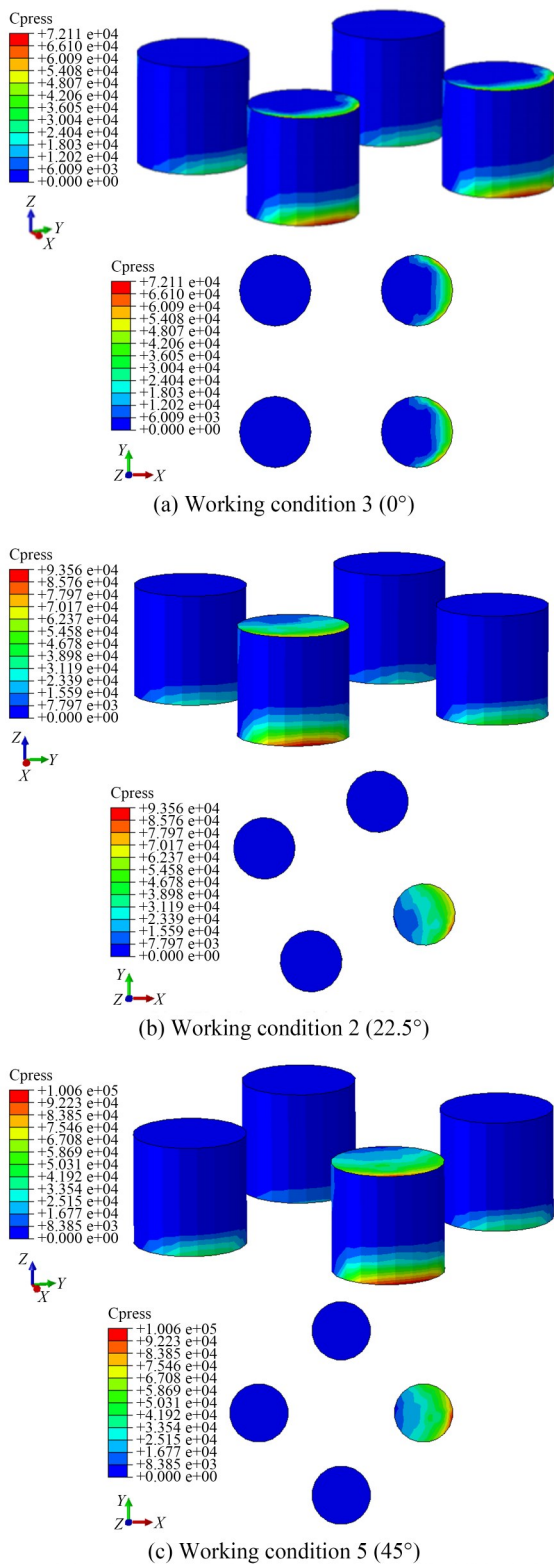 Cpress
+7.211 e+04
+6.610 e+04
+6.009 e+04
+5.408 e+04
+4.807 e+04
+4.206 e+04
+3.605 e+04
+3.004 e+04
+2.404 e+04
+1.803 e+04
+1.202 e+04
+6.009 e+03
+0.000 e+00
Z
Y
X
Cpress
+7.211 e+04
+6.610 e+04
+6.009 e+04
+5.408 e+04
+4.807 e+04
+4.206 e+04
+3.605 e+04
+3.004 e+04
+2.404 e+04
+1.803 e+04
+1.202 e+04
+6.009 e+03
+0.000 e+00
Y
Z X
(a) Working condition 3 (0°)
Cpress
+9.356 e+04
+8.576 e+04
+7.797 e+04
+7.017 e+04
+6.237 e+04
+5.458 e+04
+4.678 e+04
+3.898 e+04
+3.119 e+04
+2.339 e+04
+1.559 e+04
+7.797 e+03
+0.000 e+00
Z
Y
X
Cpress
+9.356 e+04
+8.576 e+04
+7.797 e+04
+7.017 e+04
+6.237 e+04
+5.458 e+04
+4.678 e+04
+3.898 e+04
+3.119 e+04
+2.339 e+04
+1.559 e+04
+7.797 e+03
+0.000 e+00
Y
Z X
(b) Working condition 2 (22.5°)
Cpress
+1.006 e+05
+9.223 e+04
+8.385 e+04
+7.546 e+04
+6.708 e+04
+5.869 e+04
+5.031 e+04
+4.192 e+04
+3.354 e+04
+2.515 e+04
+1.677 e+04
+8.385 e+03
+0.000 e+00
Z
Y
X
Cpress
+1.006 e+05
+9.223 e+04
+8.385 e+04
+7.546 e+04
+6.708 e+04
+5.869 e+04
+5.031 e+04
+4.192 e+04
+3.354 e+04
+2.515 e+04
+1.677 e+04
+8.385 e+03
+0.000 e+00
Y
Z X
(c) Working condition 5 (45°)